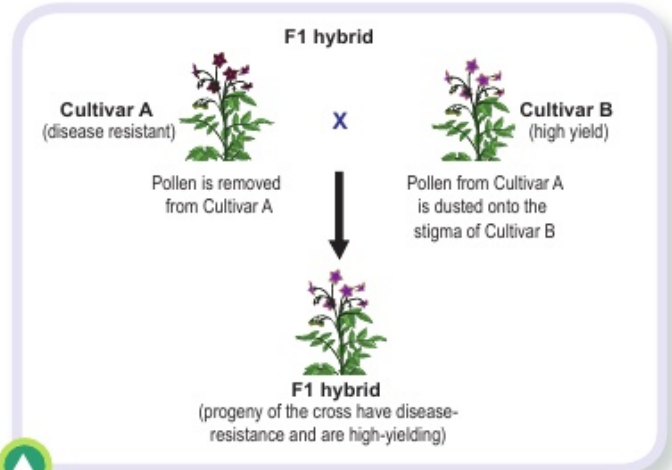 F1 hybrid
Cultivar A
(disease resistant)
X
Cultivar B
(high yield)
Pollen is removed
from Cultivar A
Pollen from Cultivar A
is dusted onto the
stigma of Cultivar B
F1 hybrid
(progeny of the cross have disease-
resistance and are high-yielding)